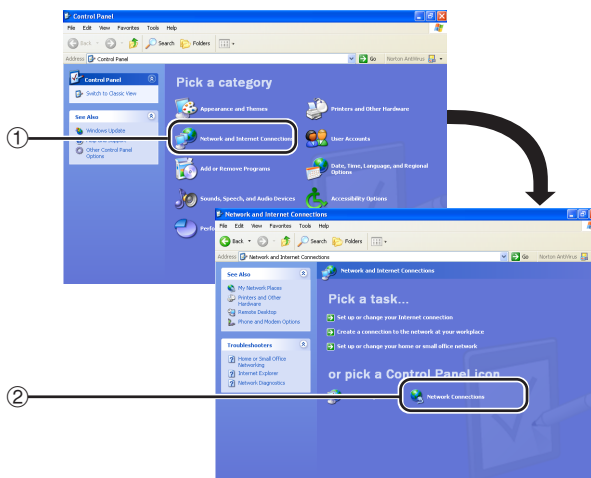 Control Panel
File Edit View Favorites Tools Help
Back Search Folders
Address Control Panel Go Norton AntiVirus
Control Panel
Switch to Classic View
See Also
Windows Update
Help and Support
Other Control Panel
Options
Pick a category
Appearance and Themes
Printers and Other Hardware
①
Network and Internet Connections
User Accounts
Add or Remove Programs
Date, Time, Language, and Regional
Options
Sounds, Speech, and Audio Devices
Accessibility Options
Network and Internet Connections
File Edit View Favorites Tools Help
Back Search Folders
Address Network and Internet Connections Go Norton AntiVirus
See Also
My Network Places
Printers and Other
Hardware
Remote Desktop
Phone and Modem Options
Troubleshooters
Home or Small Office
Networking
Internet Explorer
Network Diagnostics
Network and Internet Connections
Pick a task...
Set up or change your Internet connection
Create a connection to the network at your workplace
Set up or change your home or small office network
or pick a Control Panel icon
②
Network Connections